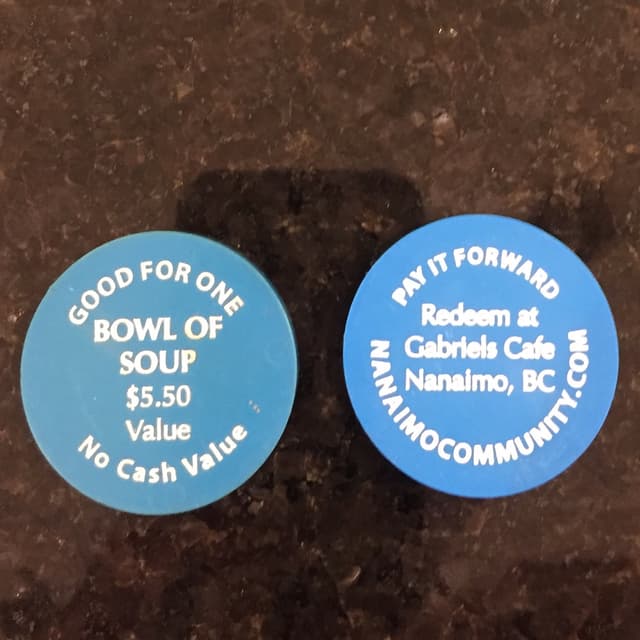 GOOD FOR ONE
BOWL OF
SOUP
$5.50
Value
No Cash Value
PAY IT FORWARD
Redeem at
Gabriels Cafe
Nanaimo, BC
NANAIMOCOMMUNITY.COM